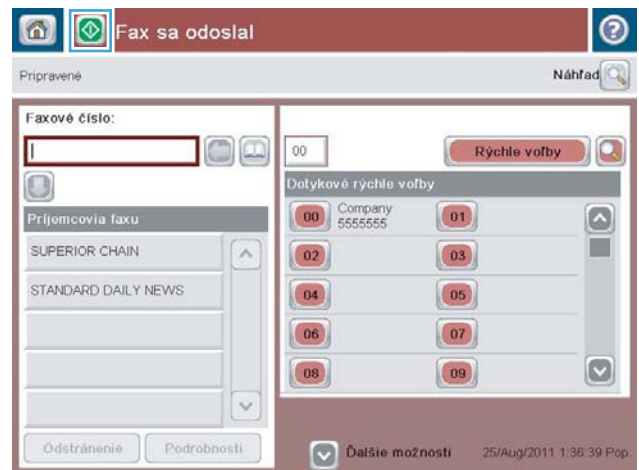 Fax sa odoslal
Pripravené
Náhľad
Faxové číslo:
00
Rýchle voľby
Dotykové rýchle voľby
Príjomcovia faxu
00 Company 5555555 01
SUPERIOR CHAIN
02 03
STANDARD DAILY NEWS
04 05
06 07
08 09
Odstránenie Podrobnosti
Ďalšie možnosti
25/Aug/2011 1:36:39 Pop.